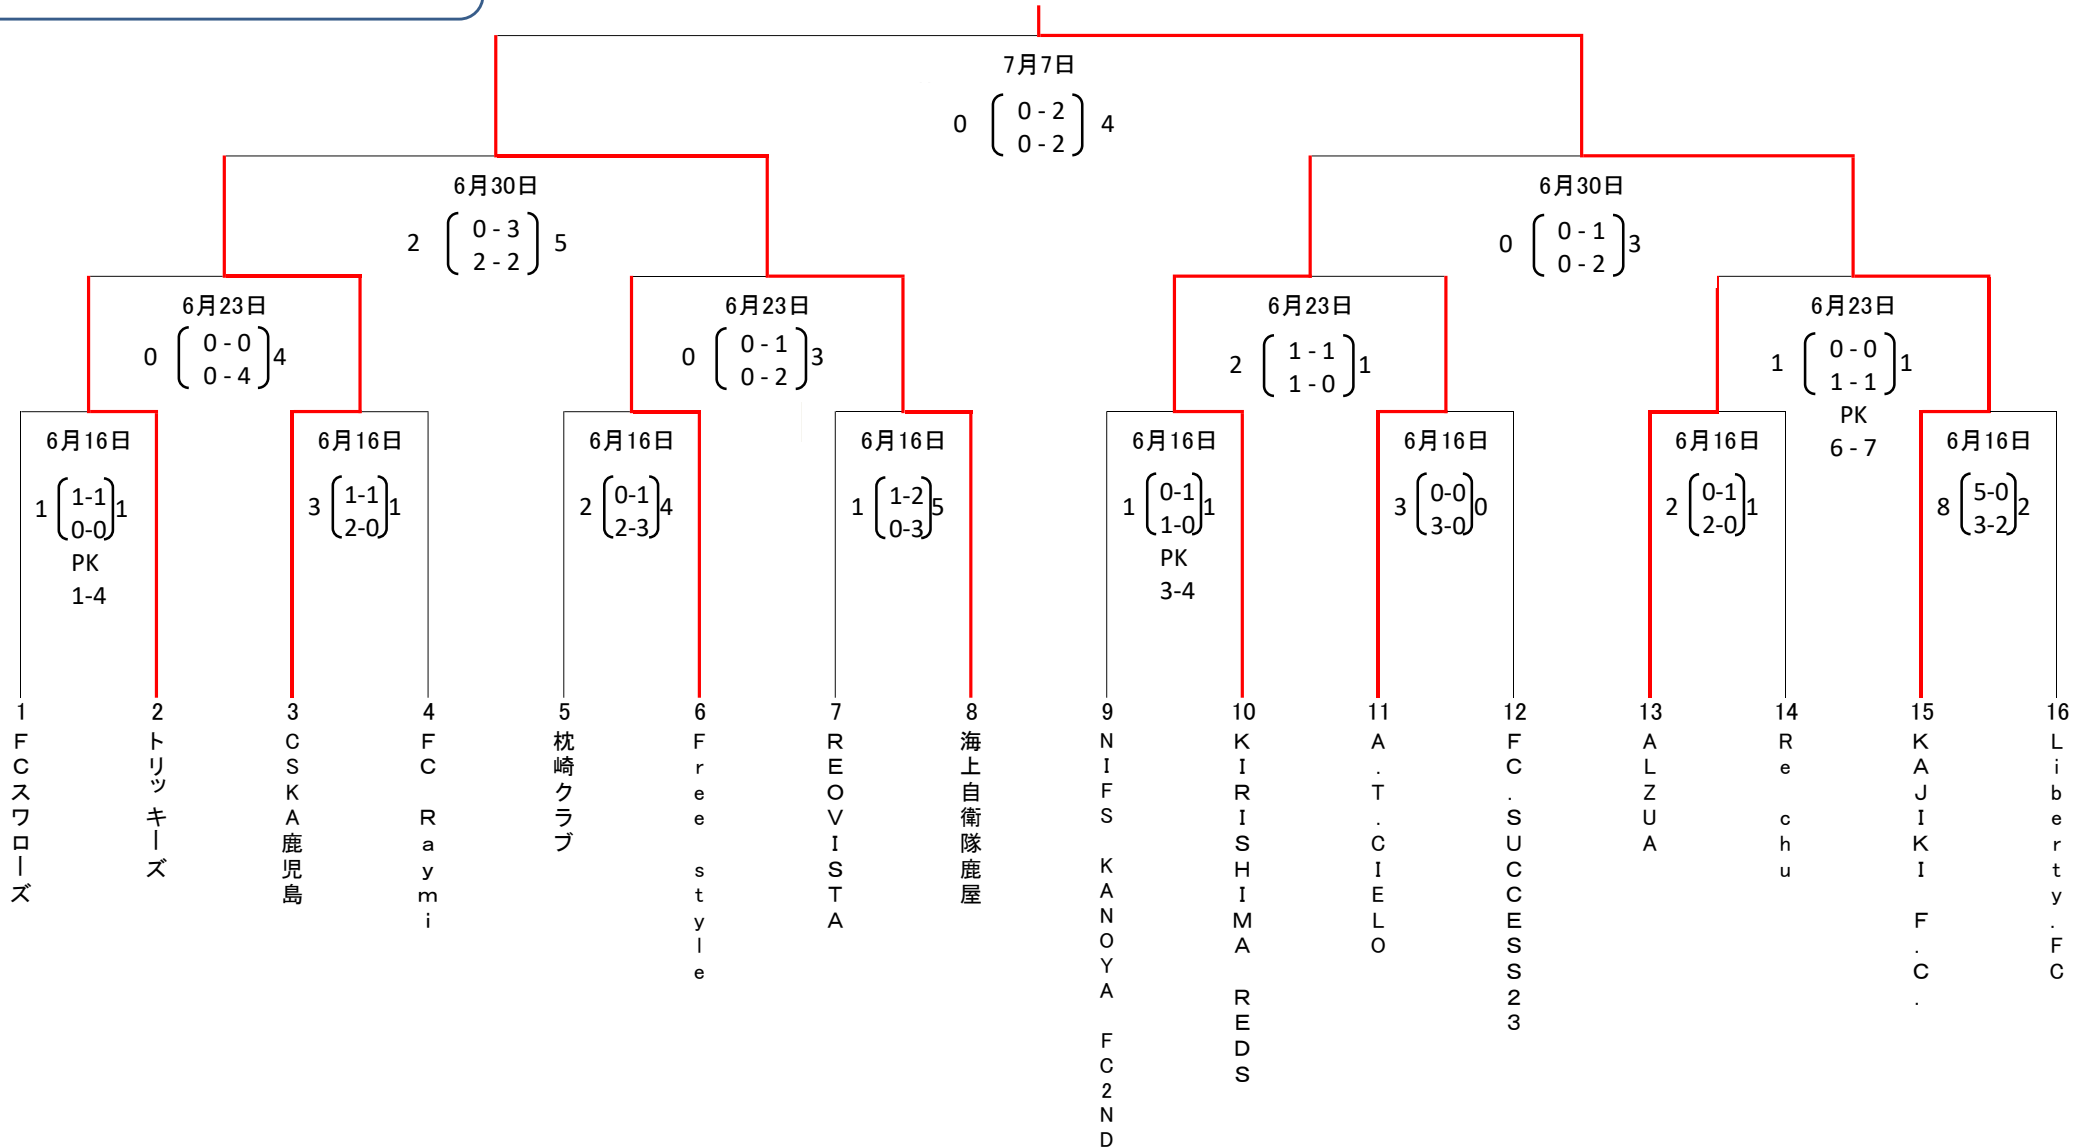 7月7日
0 0-2 4
0-2
6月30日
2 0-3 5
2-2
6月30日
0 0-1 3
0-2
6月23日
0 0-0 4
0-4
6月23日
0 0-1 3
0-2
6月23日
2 1-1 1
1-0
6月23日
1 0-0 1
1-1
PK
6-7
6月16日
1 1-1 1
0-0
PK
1-4
6月16日
3 1-1 1
2-0
6月16日
2 0-1 4
2-3
6月16日
1 1-2 5
0-3
6月16日
1 0-1 1
1-0
PK
3-4
6月16日
3 0-0 0
3-0
6月16日
2 0-1 1
2-0
6月16日
8 5-0 2
3-2
1 FCスワローズ
2 トリッキーズ
3 CSKA鹿児島
4 FC Raymi
5 枕崎クラブ
6 Free style
7 REOVISTA
8 海上自衛隊鹿屋
9 NIFS KANOYA FC2ND
10 KIRISHIMA REDS
11 A.T.CIELO
12 FC.SUCCESS23
13 ALZUA
14 Re chu
15 KAJIKI F.C.
16 Liberty.FC